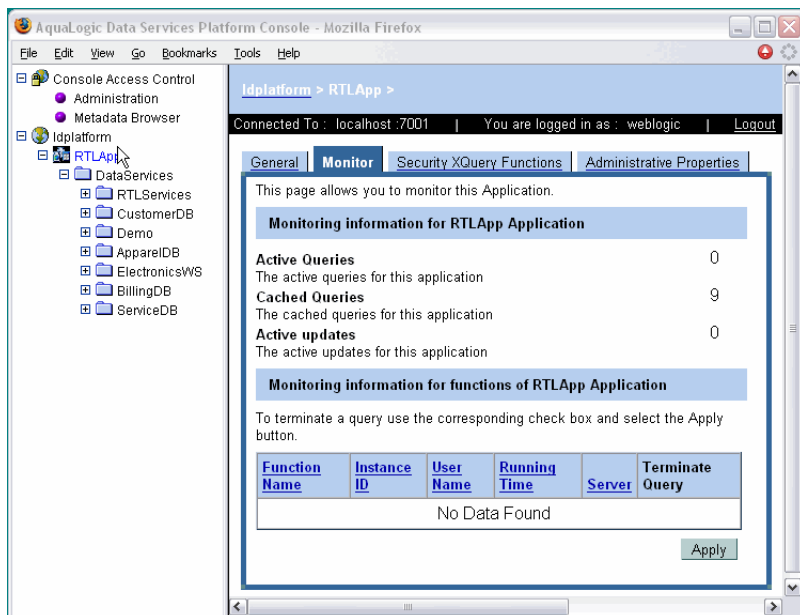 AquaLogic Data Services Platform Console - Mozilla Firefox
File Edit View Go Bookmarks Tools Help
Console Access Control
Administration
Metadata Browser
ldplatform
RTLApp
DataServices
RTLServices
CustomerDB
Demo
ApparelDB
ElectronicsWS
BillingDB
ServiceDB
ldplatform > RTLApp >
Connected To : localhost :7001 | You are logged in as : weblogic | Logout
General Monitor Security XQuery Functions Administrative Properties
This page allows you to monitor this Application.
Monitoring information for RTLApp Application
Active Queries 0
The active queries for this application
Cached Queries 9
The cached queries for this application
Active updates 0
The active updates for this application
Monitoring information for functions of RTLApp Application
To terminate a query use the corresponding check box and select the Apply
button.
Function Name Instance ID User Name Running Time Server Terminate Query
No Data Found
Apply